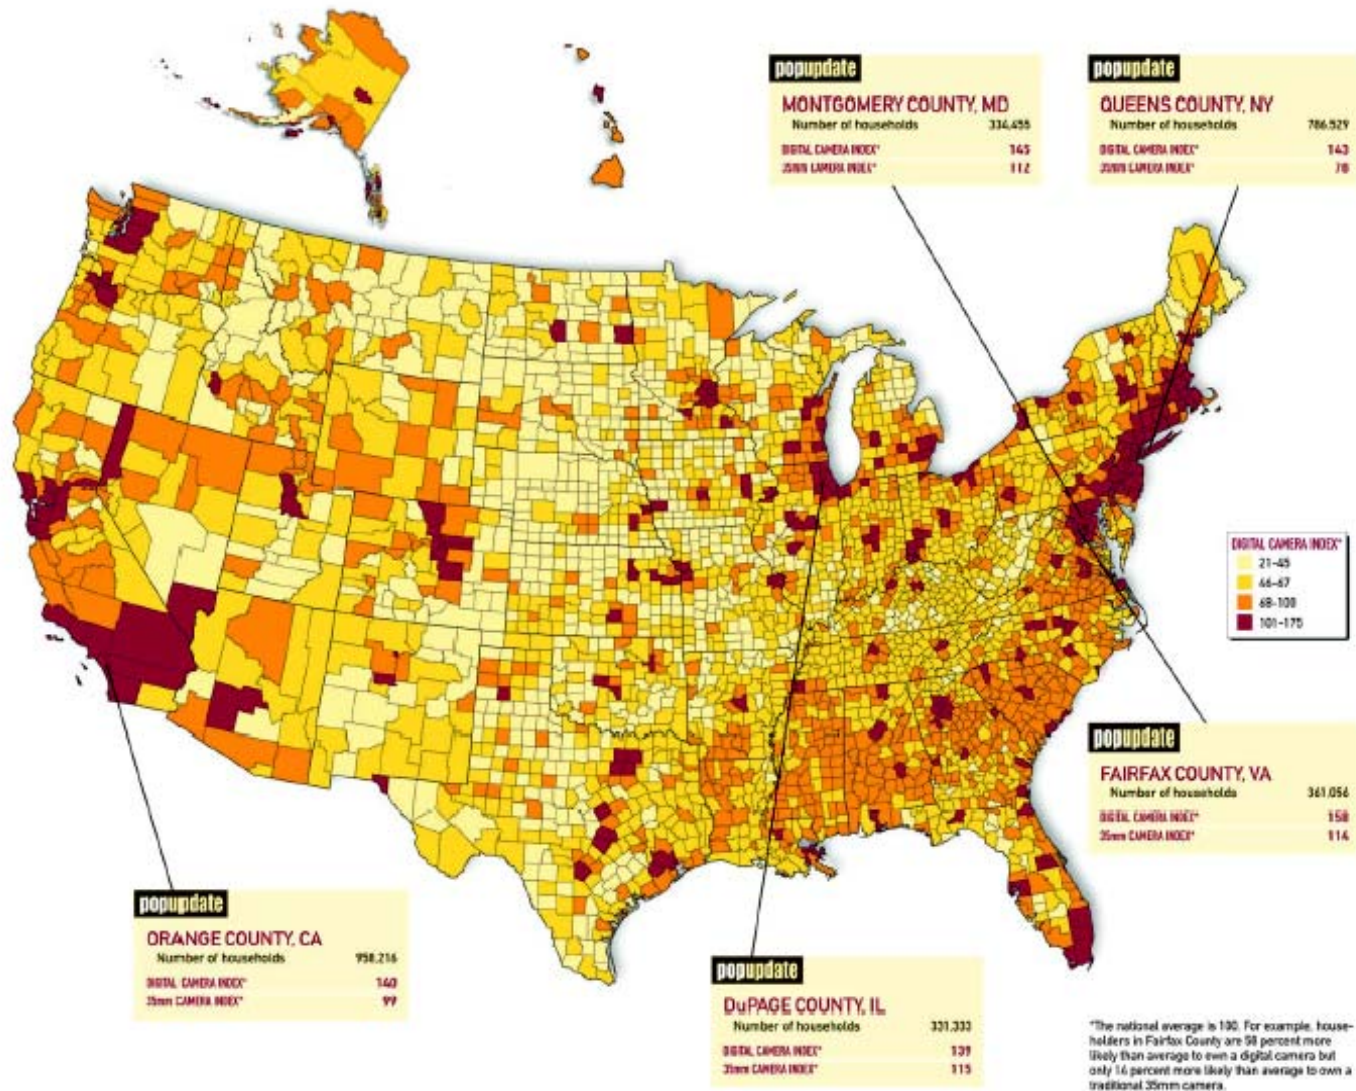 popupdate
MONTGOMERY COUNTY, MD
Number of households 334,455
DIGITAL CAMERA INDEX* 145
35MM CAMERA INDEX* 112
popupdate
QUEENS COUNTY, NY
Number of households 786,529
DIGITAL CAMERA INDEX* 143
35MM CAMERA INDEX* 78
DIGITAL CAMERA INDEX*
21-45
46-67
68-100
101-175
popupdate
FAIRFAX COUNTY, VA
Number of households 361,056
DIGITAL CAMERA INDEX* 158
35mm CAMERA INDEX* 114
popupdate
ORANGE COUNTY, CA
Number of households 958,216
DIGITAL CAMERA INDEX* 140
35mm CAMERA INDEX* 99
popupdate
DuPAGE COUNTY, IL
Number of households 331,333
DIGITAL CAMERA INDEX* 139
35mm CAMERA INDEX* 115
*The national average is 100. For example, house-
holders in Fairfax County are 58 percent more
likely than average to own a digital camera but
only 14 percent more likely than average to own a
traditional 35mm camera.